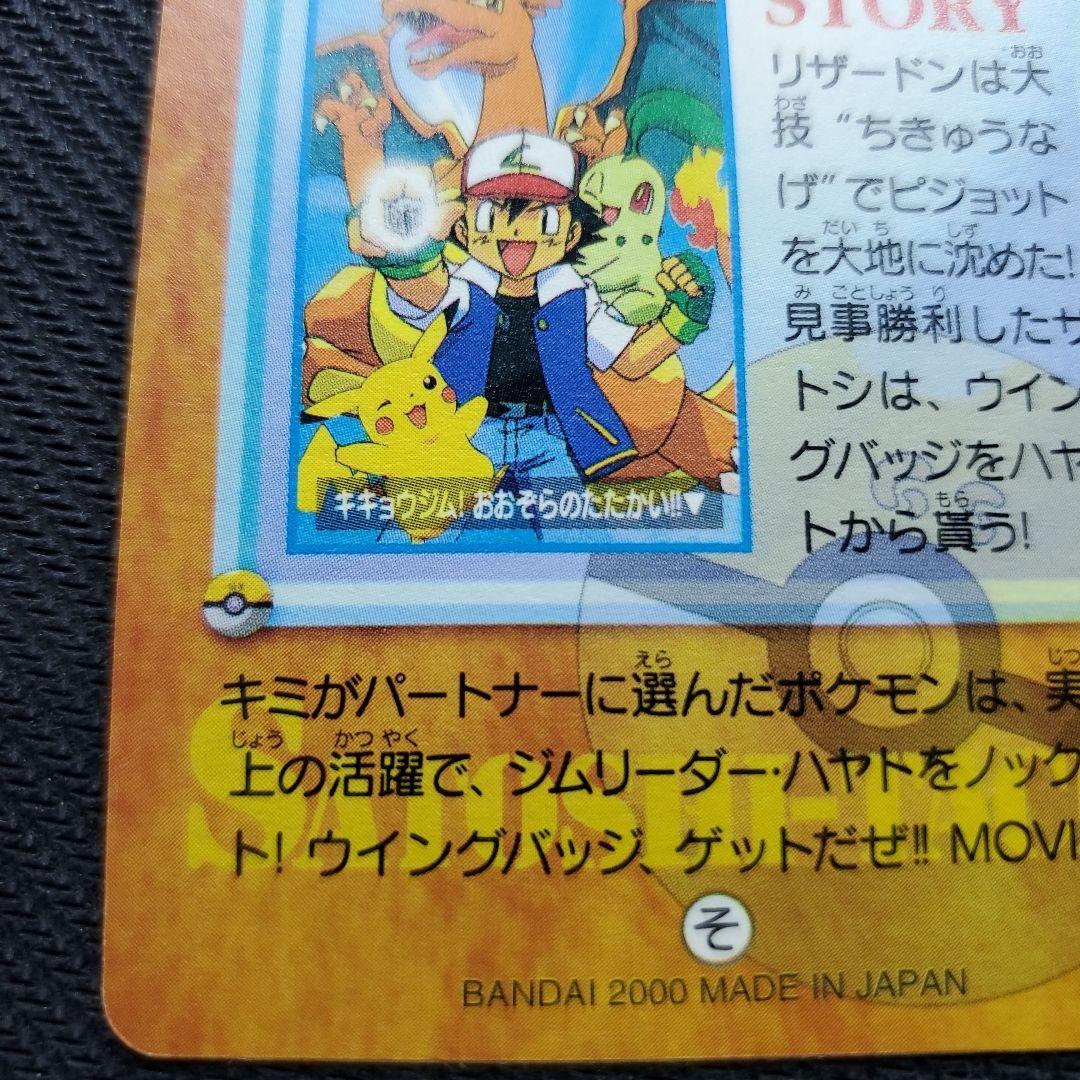 STORY
リザードンは大
技“ちきゅうな
げ”でピジョット
を大地に沈めた!
見事勝利したサ
トシは、ウイン
グバッジをハヤ
トから貰う!
キキョウジム! おおぞらのたたかい!!▼
キミがパートナーに選んだポケモンは、実
上の活躍で、ジムリーダー・ハヤトをノック
ト! ウイングバッジ、ゲットだぜ!! MOVI
そ
BANDAI 2000 MADE IN JAPAN